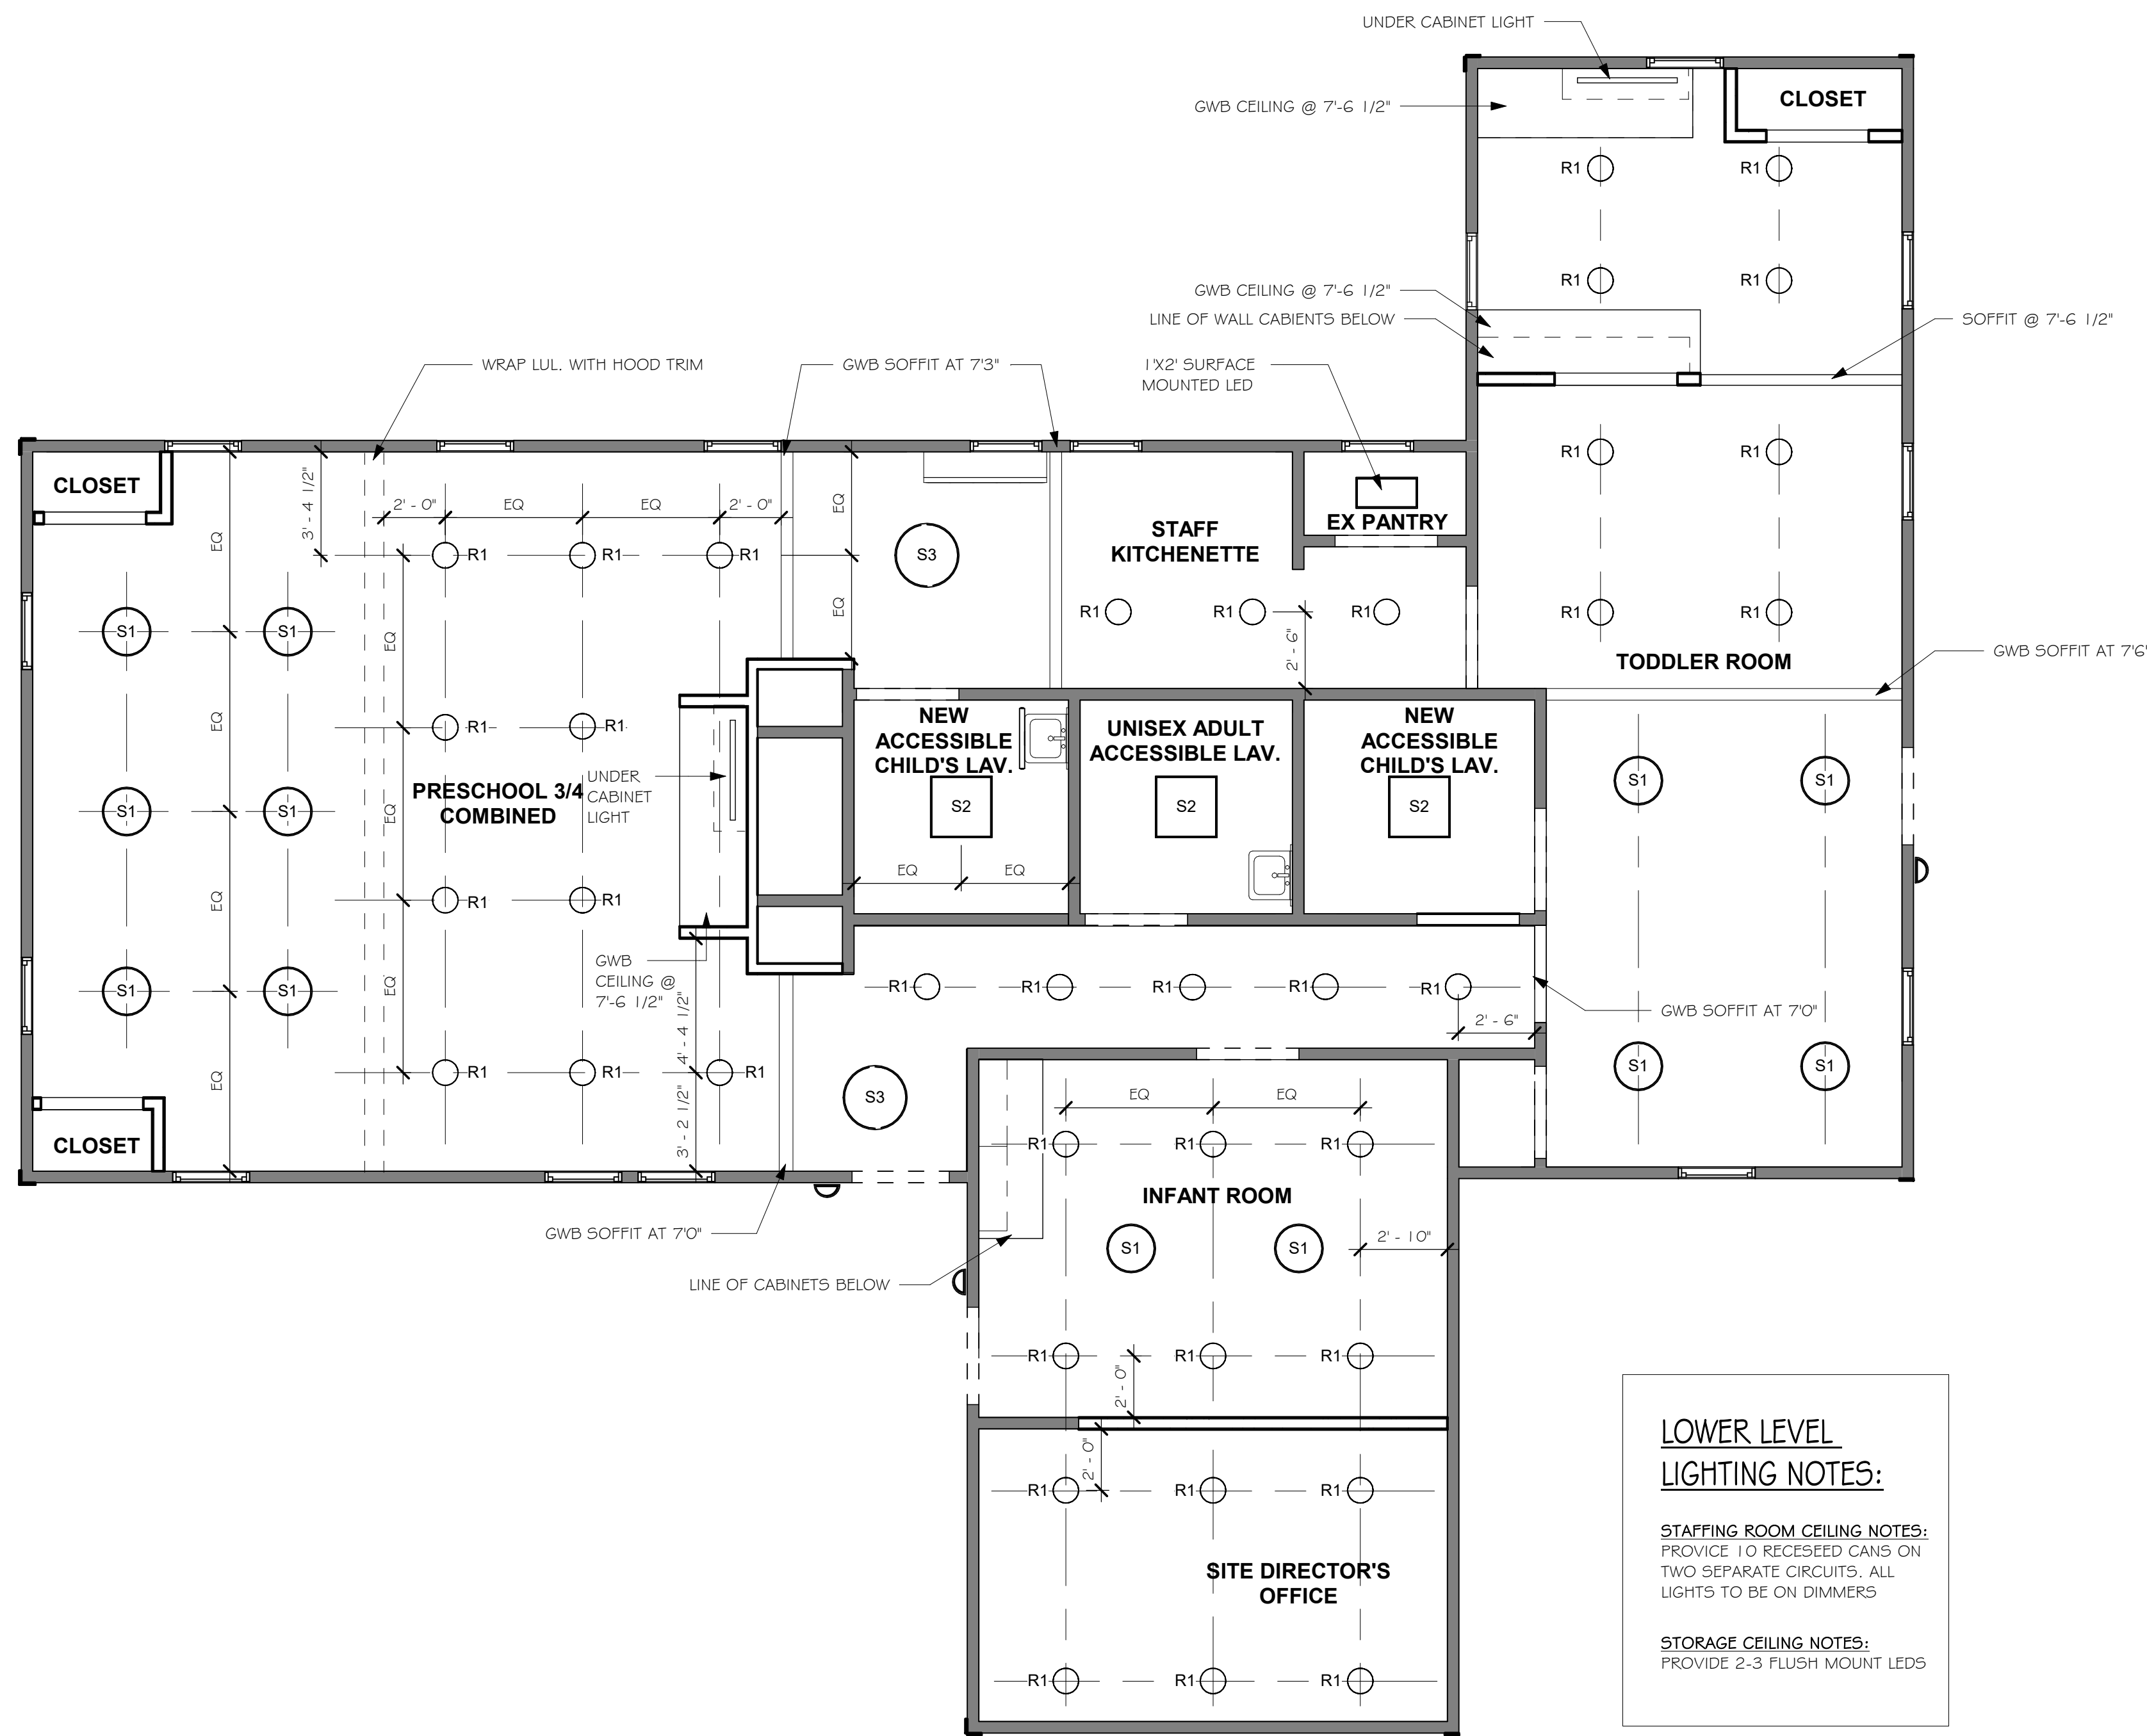 UNDER CABINET LIGHT
GWB CEILING @ 7'-6 1/2"
CLOSET
R1
R1
R1
R1
GWB CEILING @ 7'-6 1/2"
LINE OF WALL CABIENTS BELOW
SOFFIT @ 7'-6 1/2"
WRAP LUL. WITH HOOD TRIM
GWB SOFFIT AT 7'3"
1'X2' SURFACE
MOUNTED LED
R1
R1
CLOSET
3' - 4 1/2"
2' - 0"
EQ
EQ
2' - 0"
EQ
EQ
EX PANTRY
STAFF
KITCHENETTE
R1
R1
R1
S3
EQ
EQ
R1
R1
R1
R1
R1
2' - 6"
S1
S1
TODDLER ROOM
GWB SOFFIT AT 7'6"
R1
R1
EQ
EQ
NEW
ACCESSIBLE
CHILD'S LAV.
UNISEX ADULT
ACCESSIBLE LAV.
NEW
ACCESSIBLE
CHILD'S LAV.
UNDER
CABINET
LIGHT
PRESCHOOL 3/4
COMBINED
S1
S1
S2
S2
S2
S1
S1
EQ
EQ
EQ
R1
R1
EQ
GWB
CEILING @
7'-6 1/2"
S1
S1
R1
R1
R1
R1
R1
2' - 6"
GWB SOFFIT AT 7'0"
4' - 4 1/2"
EQ
R1
R1
R1
S3
S1
S1
3' - 2 1/2"
CLOSET
EQ
EQ
R1
R1
R1
INFANT ROOM
GWB SOFFIT AT 7'0"
S1
S1
2' - 10"
LINE OF CABINETS BELOW
R1
R1
R1
2' - 0"
2' - 0"
R1
R1
R1
SITE DIRECTOR'S
OFFICE
R1
R1
R1
LOWER LEVEL
LIGHTING NOTES:
STAFFING ROOM CEILING NOTES:
PROVICE 10 RECESEED CANS ON
TWO SEPARATE CIRCUITS. ALL
LIGHTS TO BE ON DIMMERS
STORAGE CEILING NOTES:
PROVIDE 2-3 FLUSH MOUNT LEDS